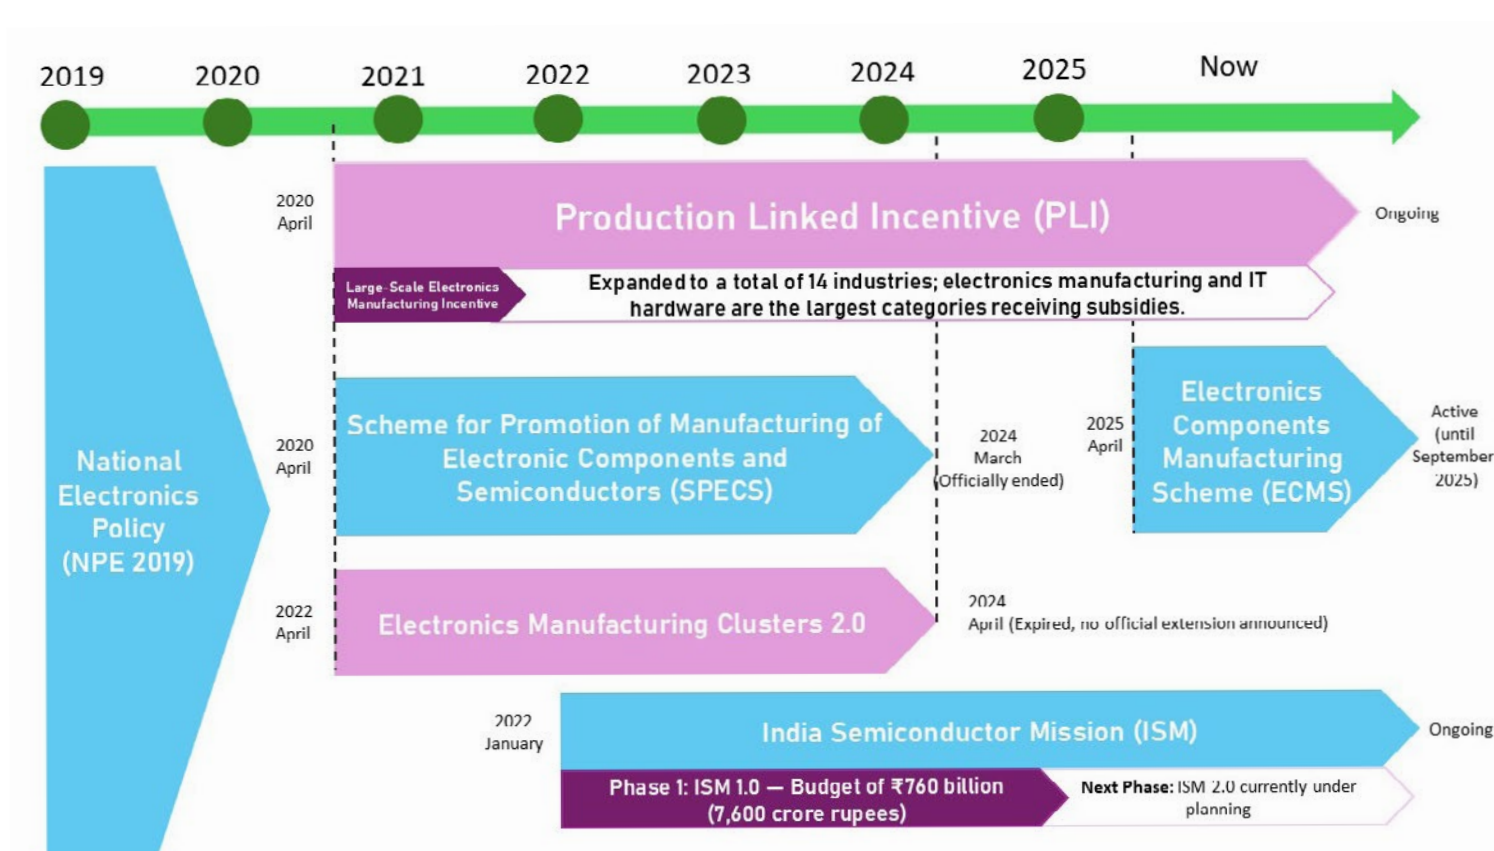 2019 2020 2021 2022 2023 2024 2025 Now
2020
April
Production Linked Incentive (PLI)
Ongoing
Large-Scale Electronics
Manufacturing Incentive
Expanded to a total of 14 industries; electronics manufacturing and IT
hardware are the largest categories receiving subsidies.
National
Electronics
Policy
(NPE 2019)
2020
April
Scheme for Promotion of Manufacturing of
Electronic Components and
Semiconductors (SPECS)
2024
March
(Officially ended)
2025
April
Electronics
Components
Manufacturing
Scheme (ECMS)
Active
(until
September
2025)
2022
April
Electronics Manufacturing Clusters 2.0
2024
April (Expired, no official extension announced)
2022
January
India Semiconductor Mission (ISM)
Ongoing
Phase 1: ISM 1.0 — Budget of ₹760 billion
(7,600 crore rupees)
Next Phase: ISM 2.0 currently under
planning